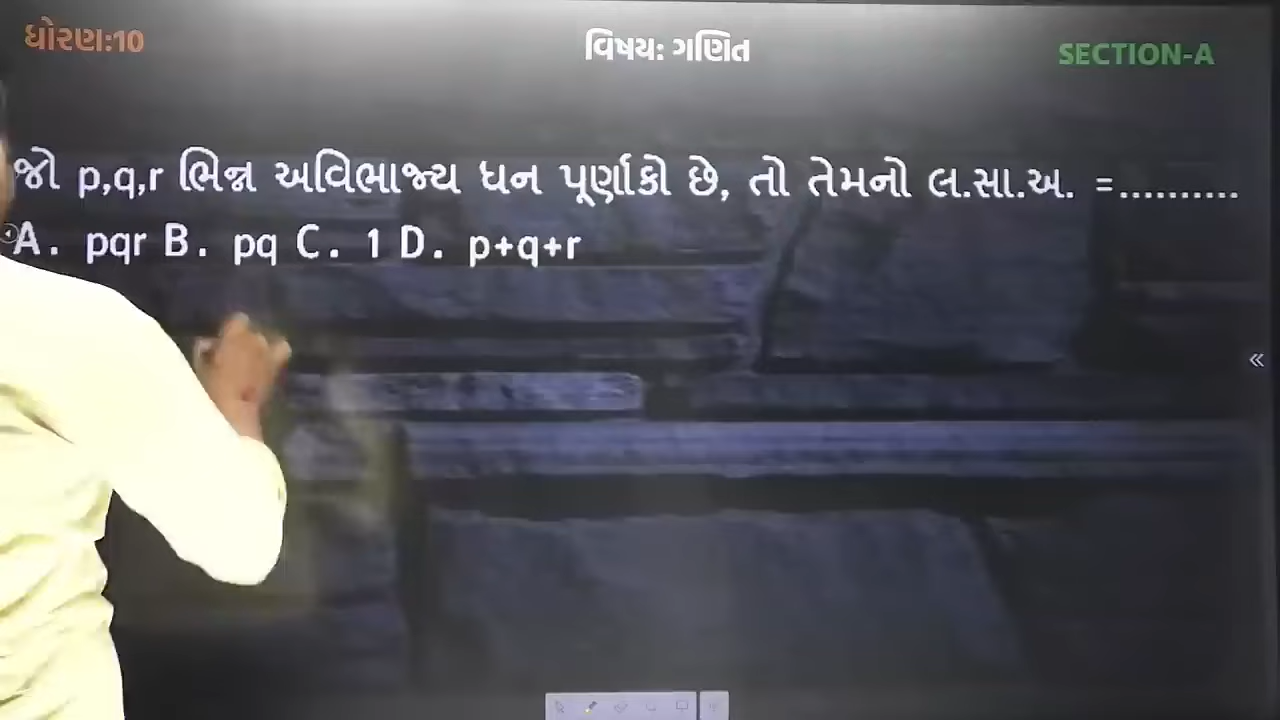 ધોરણ:10
વિષય: ગણિત
SECTION-A
જો p,q,r ભિન્ન અવિભાજ્ય ધન પૂર્ણાંકો છે, તો તેમનો લ.સા.અ. =..........
A. pqr B. pq C. 1 D. p+q+r